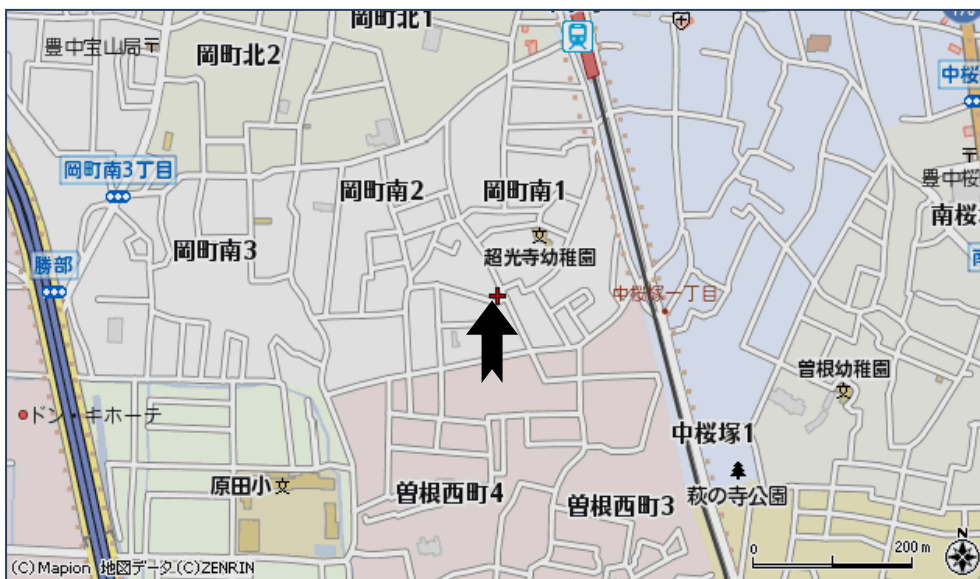 岡町北1
豊中宝山局
岡町北2
中桜
岡町南3丁目
岡町南2
岡町南1
豊中桜
南桜
岡町南3
超光寺幼稚園
勝部
中桜塚一丁目
曽根幼稚園
ドン・キホーテ
中桜塚1
原田小
文
曽根西町4
曽根西町3
萩の寺公園
N
0
200 m
(C)Mapion 地図データ(C)ZENRIN